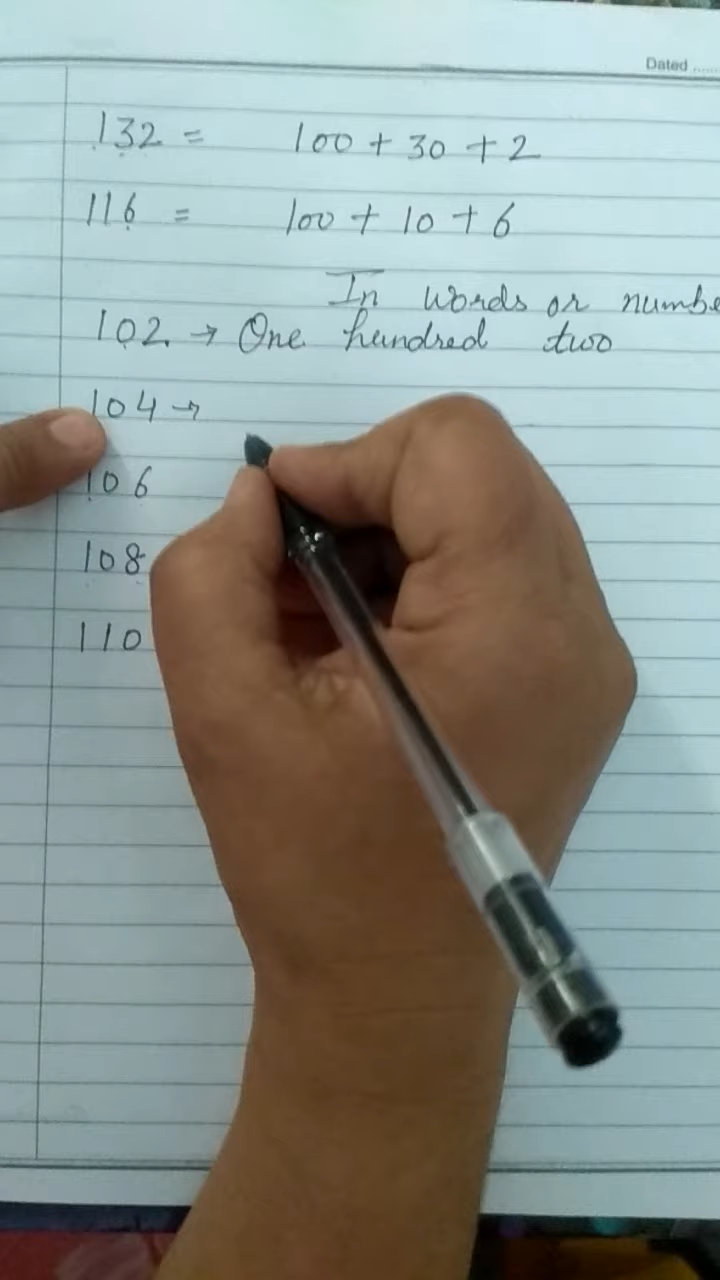 Dated ......
132 = 100 + 30 + 2
116 = 100 + 10 + 6
In words or
102 → One hundred two
104 →
106
108
110